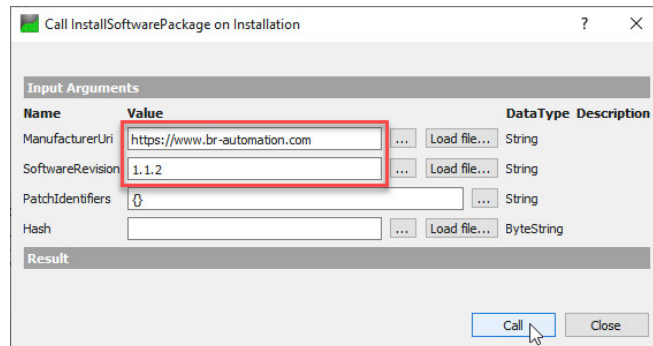 Call InstallSoftwarePackage on Installation ? ×
Input Arguments
Name Value DataType Description
ManufacturerUri https://www.br-automation.com ... Load file... String
SoftwareRevision 1.1.2 ... Load file... String
PatchIdentifiers {} ... String
Hash ... Load file... ByteString
Result
Call Close